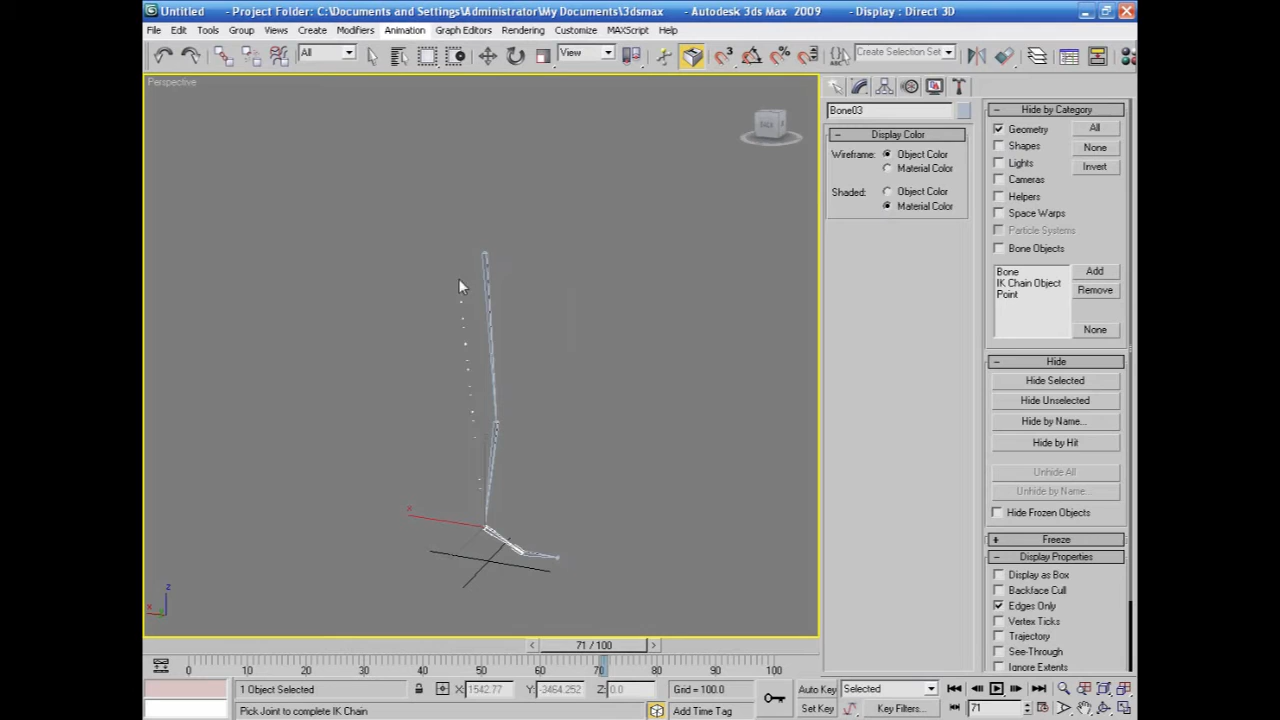 Untitled - Project Folder: C:\Documents and Settings\Administrator\My Documents\3dsmax - Autodesk 3ds Max 2009 - Display : Direct 3D
File Edit Tools Group Views Create Modifiers Animation Graph Editors Rendering Customize MAXScript Help
All View Create Selection Set
Perspective
BACK
Bone03
Display Color
Wireframe: Object Color
Material Color
Shaded: Object Color
Material Color
Hide by Category
Geometry All
Shapes None
Lights Invert
Cameras
Helpers
Space Warps
Particle Systems
Bone Objects
Bone Add
IK Chain Object
Point Remove
None
Hide
Hide Selected
Hide Unselected
Hide by Name...
Hide by Hit
Unhide All
Unhide by Name...
Hide Frozen Objects
Freeze
Display Properties
Display as Box
Backface Cull
Edges Only
Vertex Ticks
Trajectory
See-Through
Ignore Extents
x
z
x y
< 71 / 100 >
0 10 20 30 40 50 60 70 80 90 100
1 Object Selected X: 1542.77 Y: -3464.252 Z: 0.0 Grid = 100.0 Auto Key Selected
Pick Joint to complete IK Chain Add Time Tag Set Key Key Filters... 71